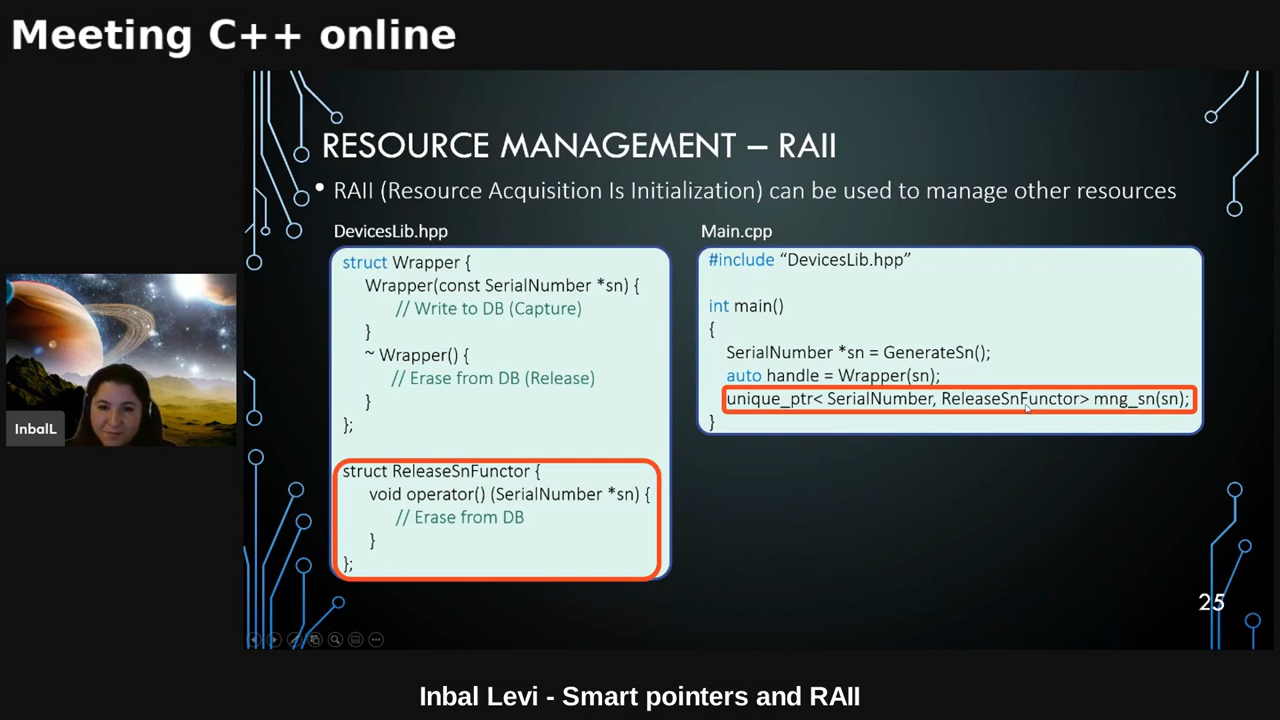 Meeting C++ online
RESOURCE MANAGEMENT – RAII
• RAII (Resource Acquisition Is Initialization) can be used to manage other resources
DevicesLib.hpp
struct Wrapper {
Wrapper(const SerialNumber *sn) {
// Write to DB (Capture)
}
~ Wrapper() {
// Erase from DB (Release)
}
};
struct ReleaseSnFunctor {
void operator() (SerialNumber *sn) {
// Erase from DB
}
};
Main.cpp
#include “DevicesLib.hpp”
int main()
{
SerialNumber *sn = GenerateSn();
auto handle = Wrapper(sn);
unique_ptr< SerialNumber, ReleaseSnFunctor> mng_sn(sn);
}
InbalL
25
Inbal Levi - Smart pointers and RAII